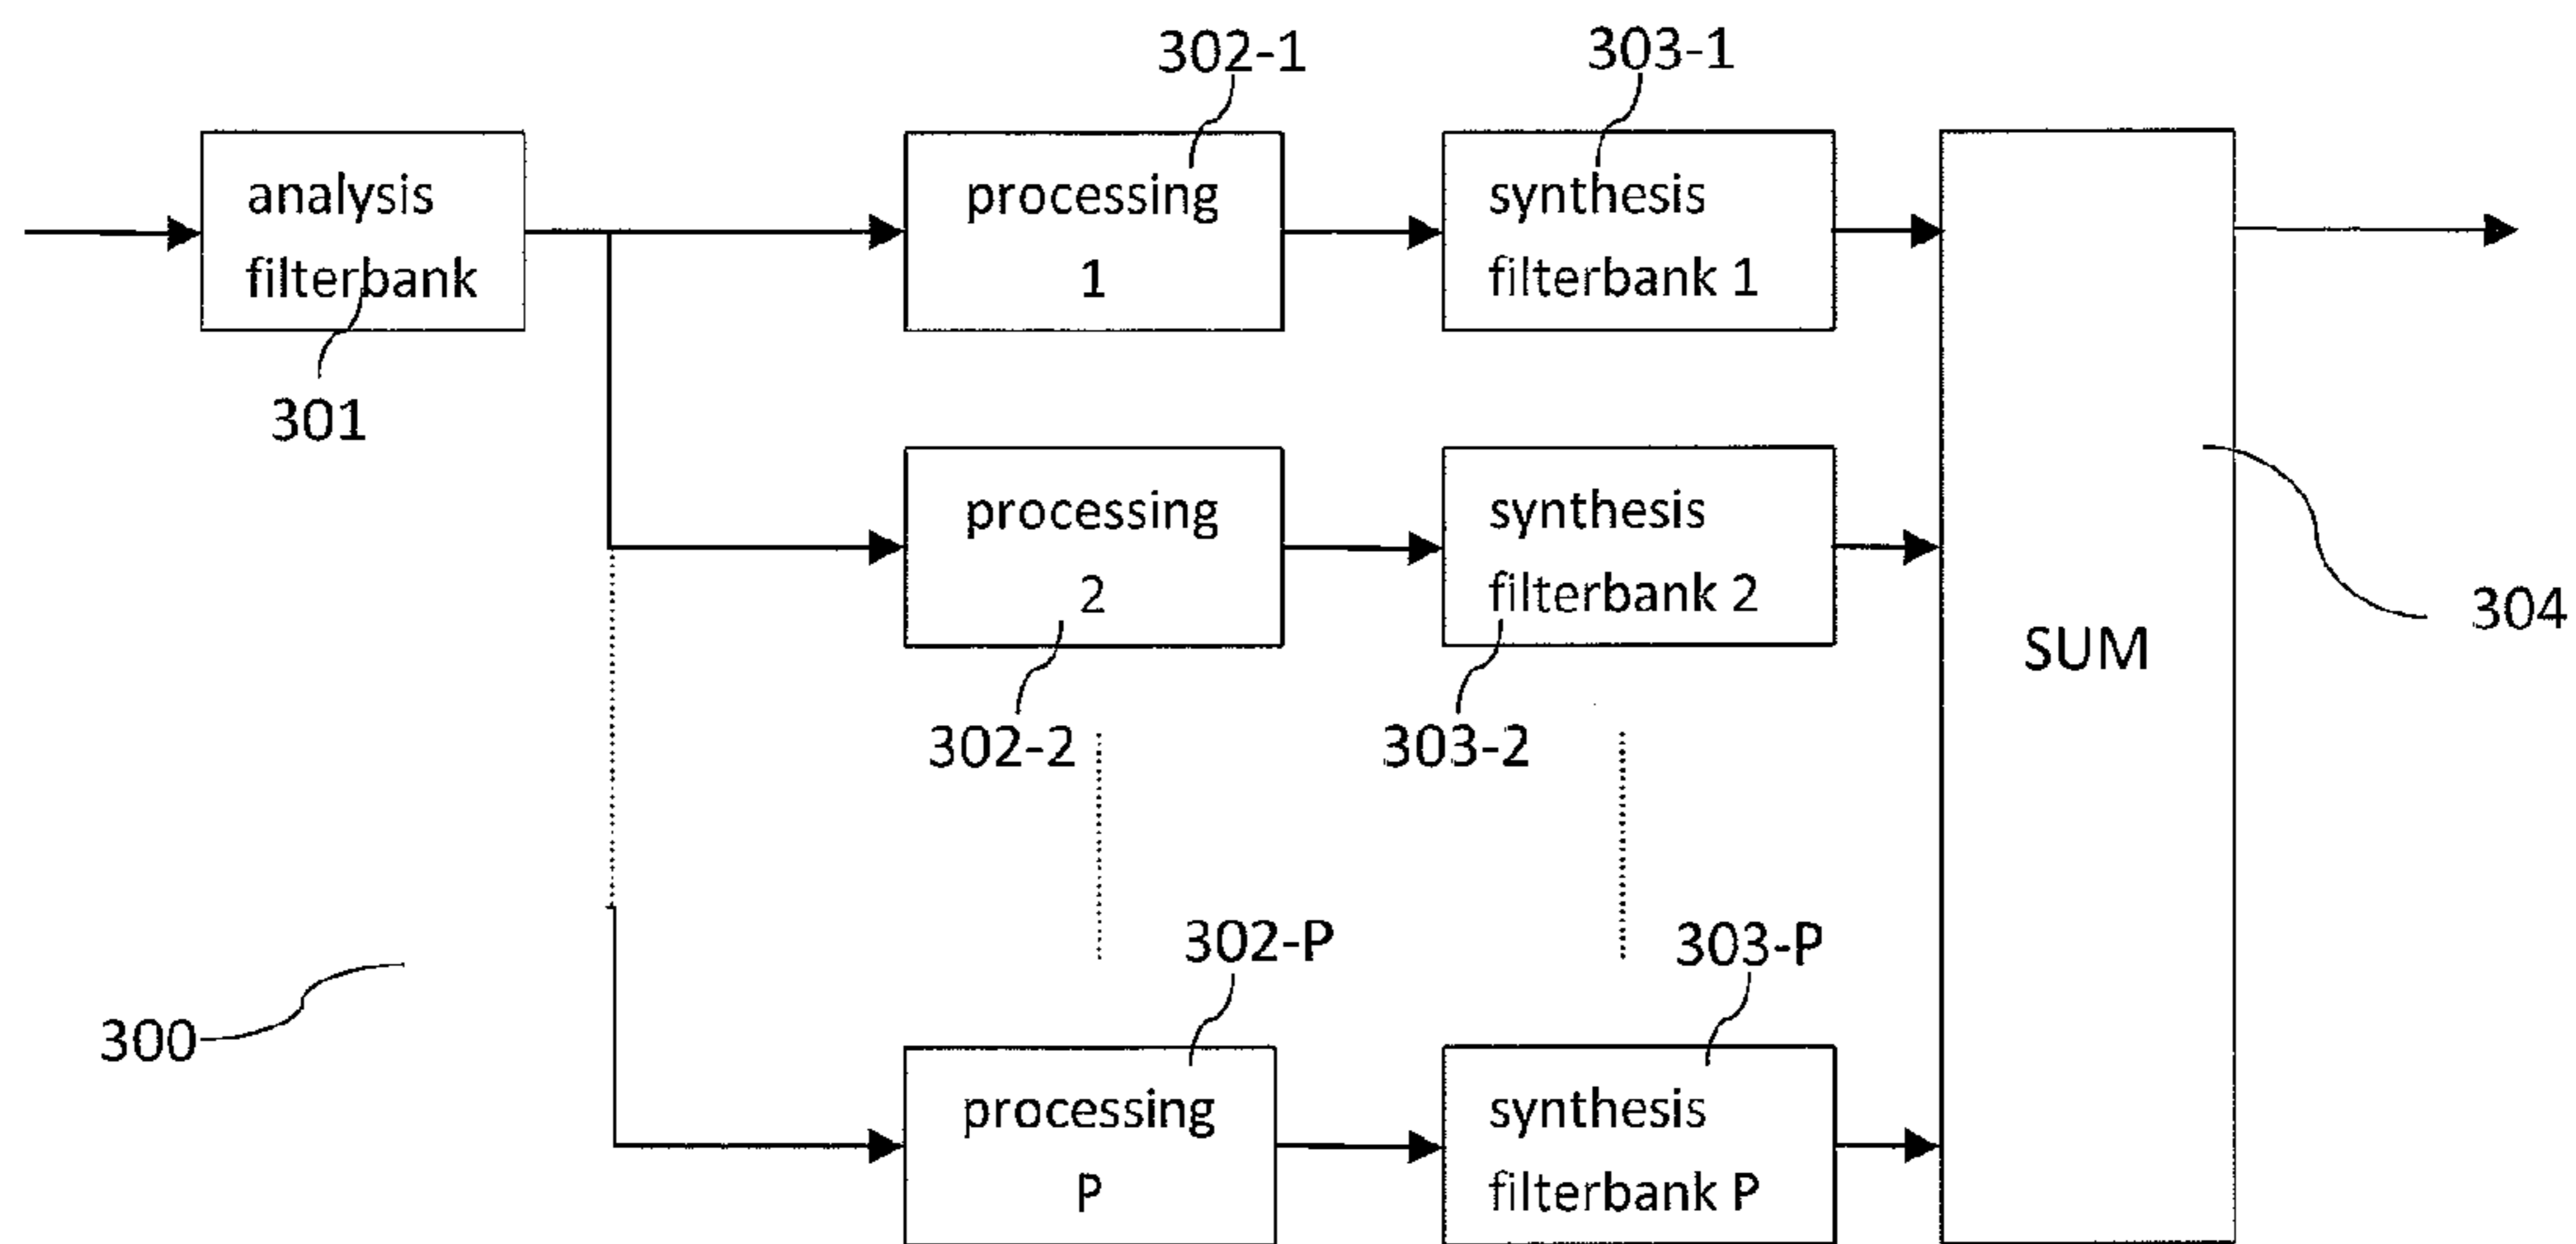 302-1
303-1
analysis
filterbank
301
processing
1
synthesis
filterbank 1
processing
2
302-2
synthesis
filterbank 2
303-2
SUM
304
302-P
303-P
300
processing
P
synthesis
filterbank P